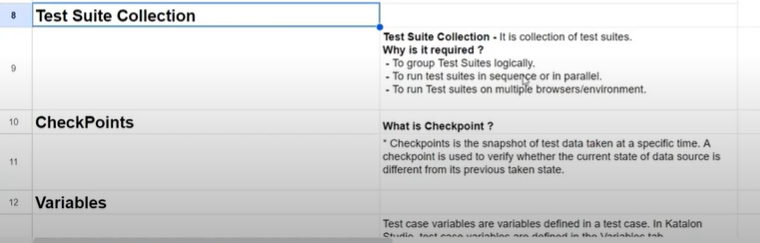 8
Test Suite Collection
9
Test Suite Collection - It is collection of test suites.
Why is it required ?
- To group Test Suites logically.
- To run test suites in sequence or in parallel.
- To run Test suites on multiple browsers/environment.
10
CheckPoints
What is Checkpoint ?
11
* Checkpoints is the snapshot of test data taken at a specific time. A
checkpoint is used to verify whether the current state of data source is
different from its previous taken state.
12
Variables
Test case variables are variables defined in a test case. In Katalon
Studio, test case variables are defined in the Variables tab